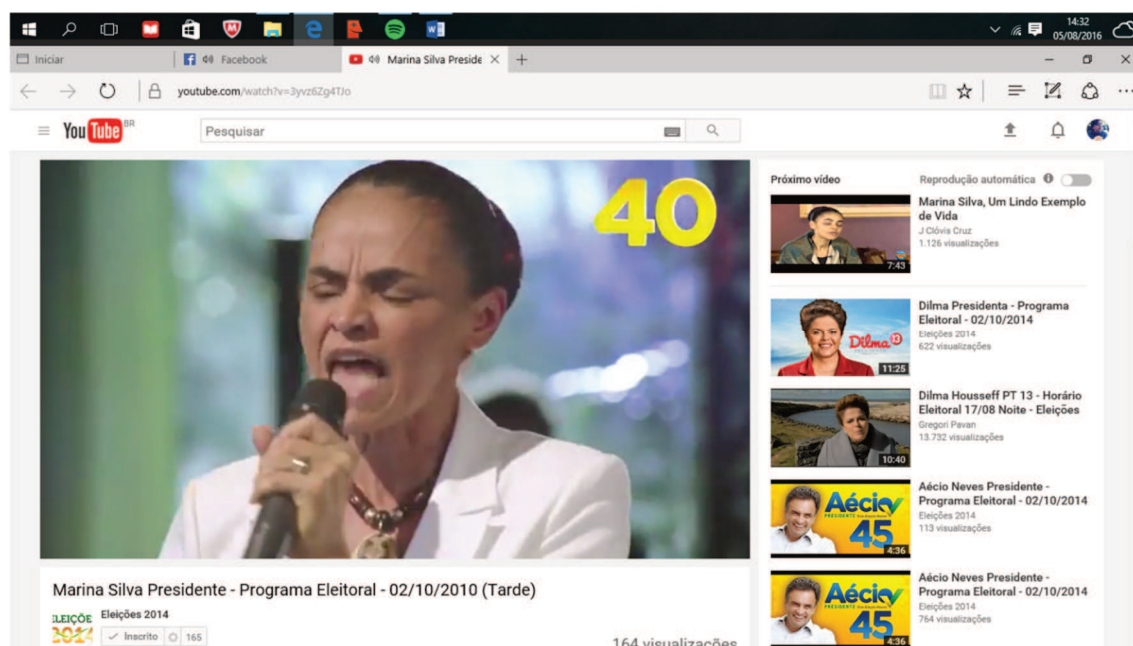 14:32
05/08/2016
Iniciar
Facebook
Marina Silva Preside
youtube.com/watch?v=3yvz6Zg4TJo
YouTube BR
Pesquisar
40
Marina Silva Presidente - Programa Eleitoral - 02/10/2010 (Tarde)
ELEIÇÕE
2014
Eleições 2014
Inscrito 165
164 visualizações
Próximo vídeo
Reprodução automática
7:43
Marina Silva, Um Lindo Exemplo
de Vida
J Clóvis Cruz
1.126 visualizações
Dilma 13
11:25
Dilma Presidenta - Programa
Eleitoral - 02/10/2014
Eleições 2014
622 visualizações
10:40
Dilma Housseff PT 13 - Horário
Eleitoral 17/08 Noite - Eleições
Gregori Pavan
13.732 visualizações
Aécio
PRESIDENTE
45
4:36
Aécio Neves Presidente -
Programa Eleitoral - 02/10/2014
Eleições 2014
113 visualizações
Aécio
PRESIDENTE
45
4:36
Aécio Neves Presidente -
Programa Eleitoral - 02/10/2014
Eleições 2014
764 visualizações